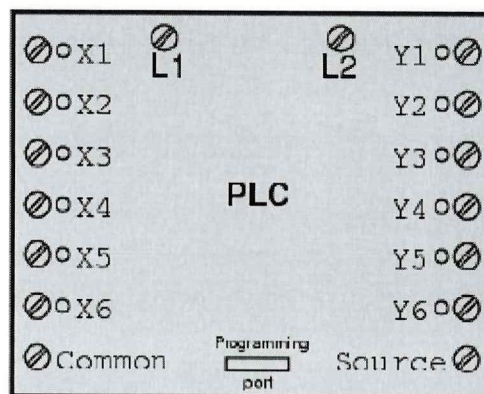 X1 L1 L2 Y1
X2 Y2
X3 Y3
X4 PLC Y4
X5 Y5
X6 Y6
Common Programming port Source